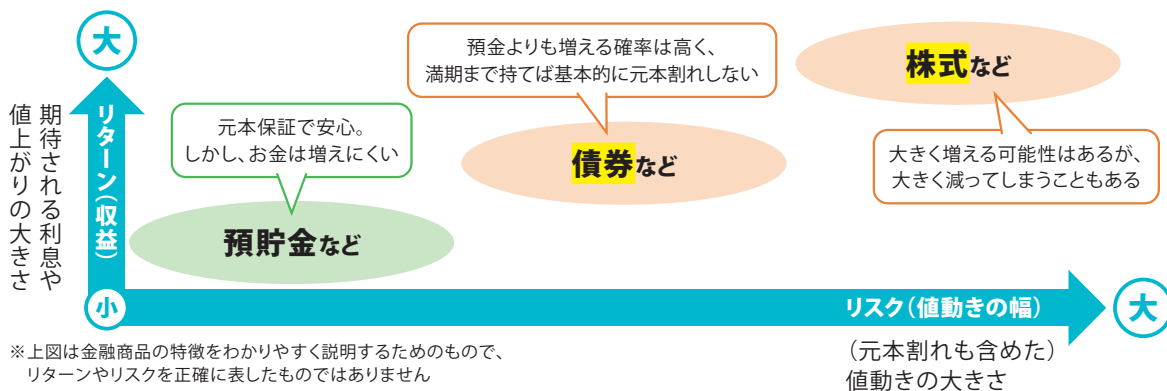 大
期待される利息や
値上がりの大きさ
リターン（収益）
小
元本保証で安心。
しかし、お金は増えにくい
預貯金など
預金よりも増える確率は高く、
満期まで持てば基本的に元本割れしない
債券など
株式など
大きく増える可能性はあるが、
大きく減ってしまうこともある
リスク（値動きの幅）
大
（元本割れも含めた）
値動きの大きさ
※上図は金融商品の特徴をわかりやすく説明するためのもので、
リターンやリスクを正確に表したものではありません